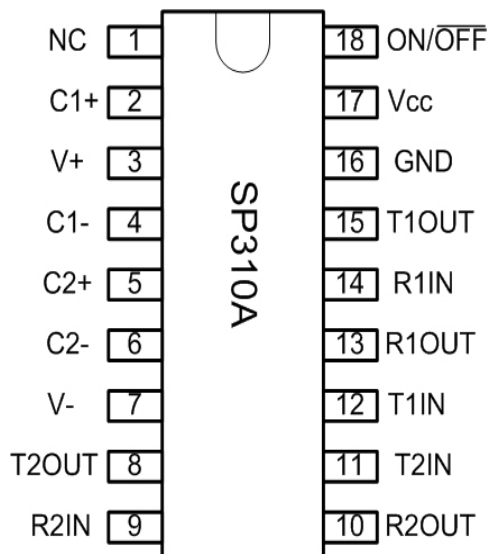 NC 1 18 ON/OFF
C1+ 2 17 Vcc
V+ 3 16 GND
C1- 4 15 T1OUT
C2+ 5 14 R1IN
C2- 6 13 R1OUT
V- 7 12 T1IN
T2OUT 8 11 T2IN
R2IN 9 10 R2OUT
SP310A